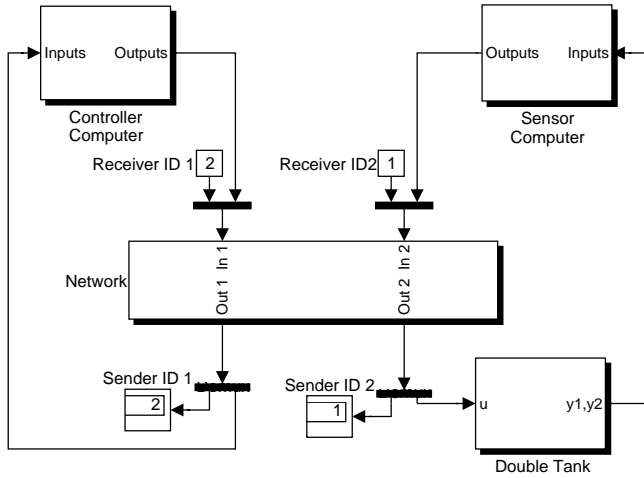 Inputs Outputs
Controller
Computer
Outputs Inputs
Sensor
Computer
Receiver ID 1
2
Receiver ID2
1
Network
In 1
Out 1
In 2
Out 2
Sender ID 1
2
Sender ID 2
1
u
y1,y2
Double Tank